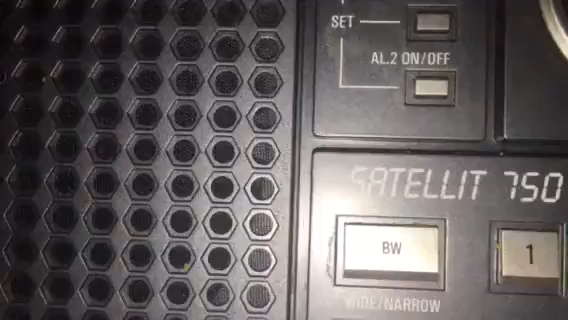 SET
AL.2 ON/OFF
SATELLIT 750
BW
1
WIDE/NARROW